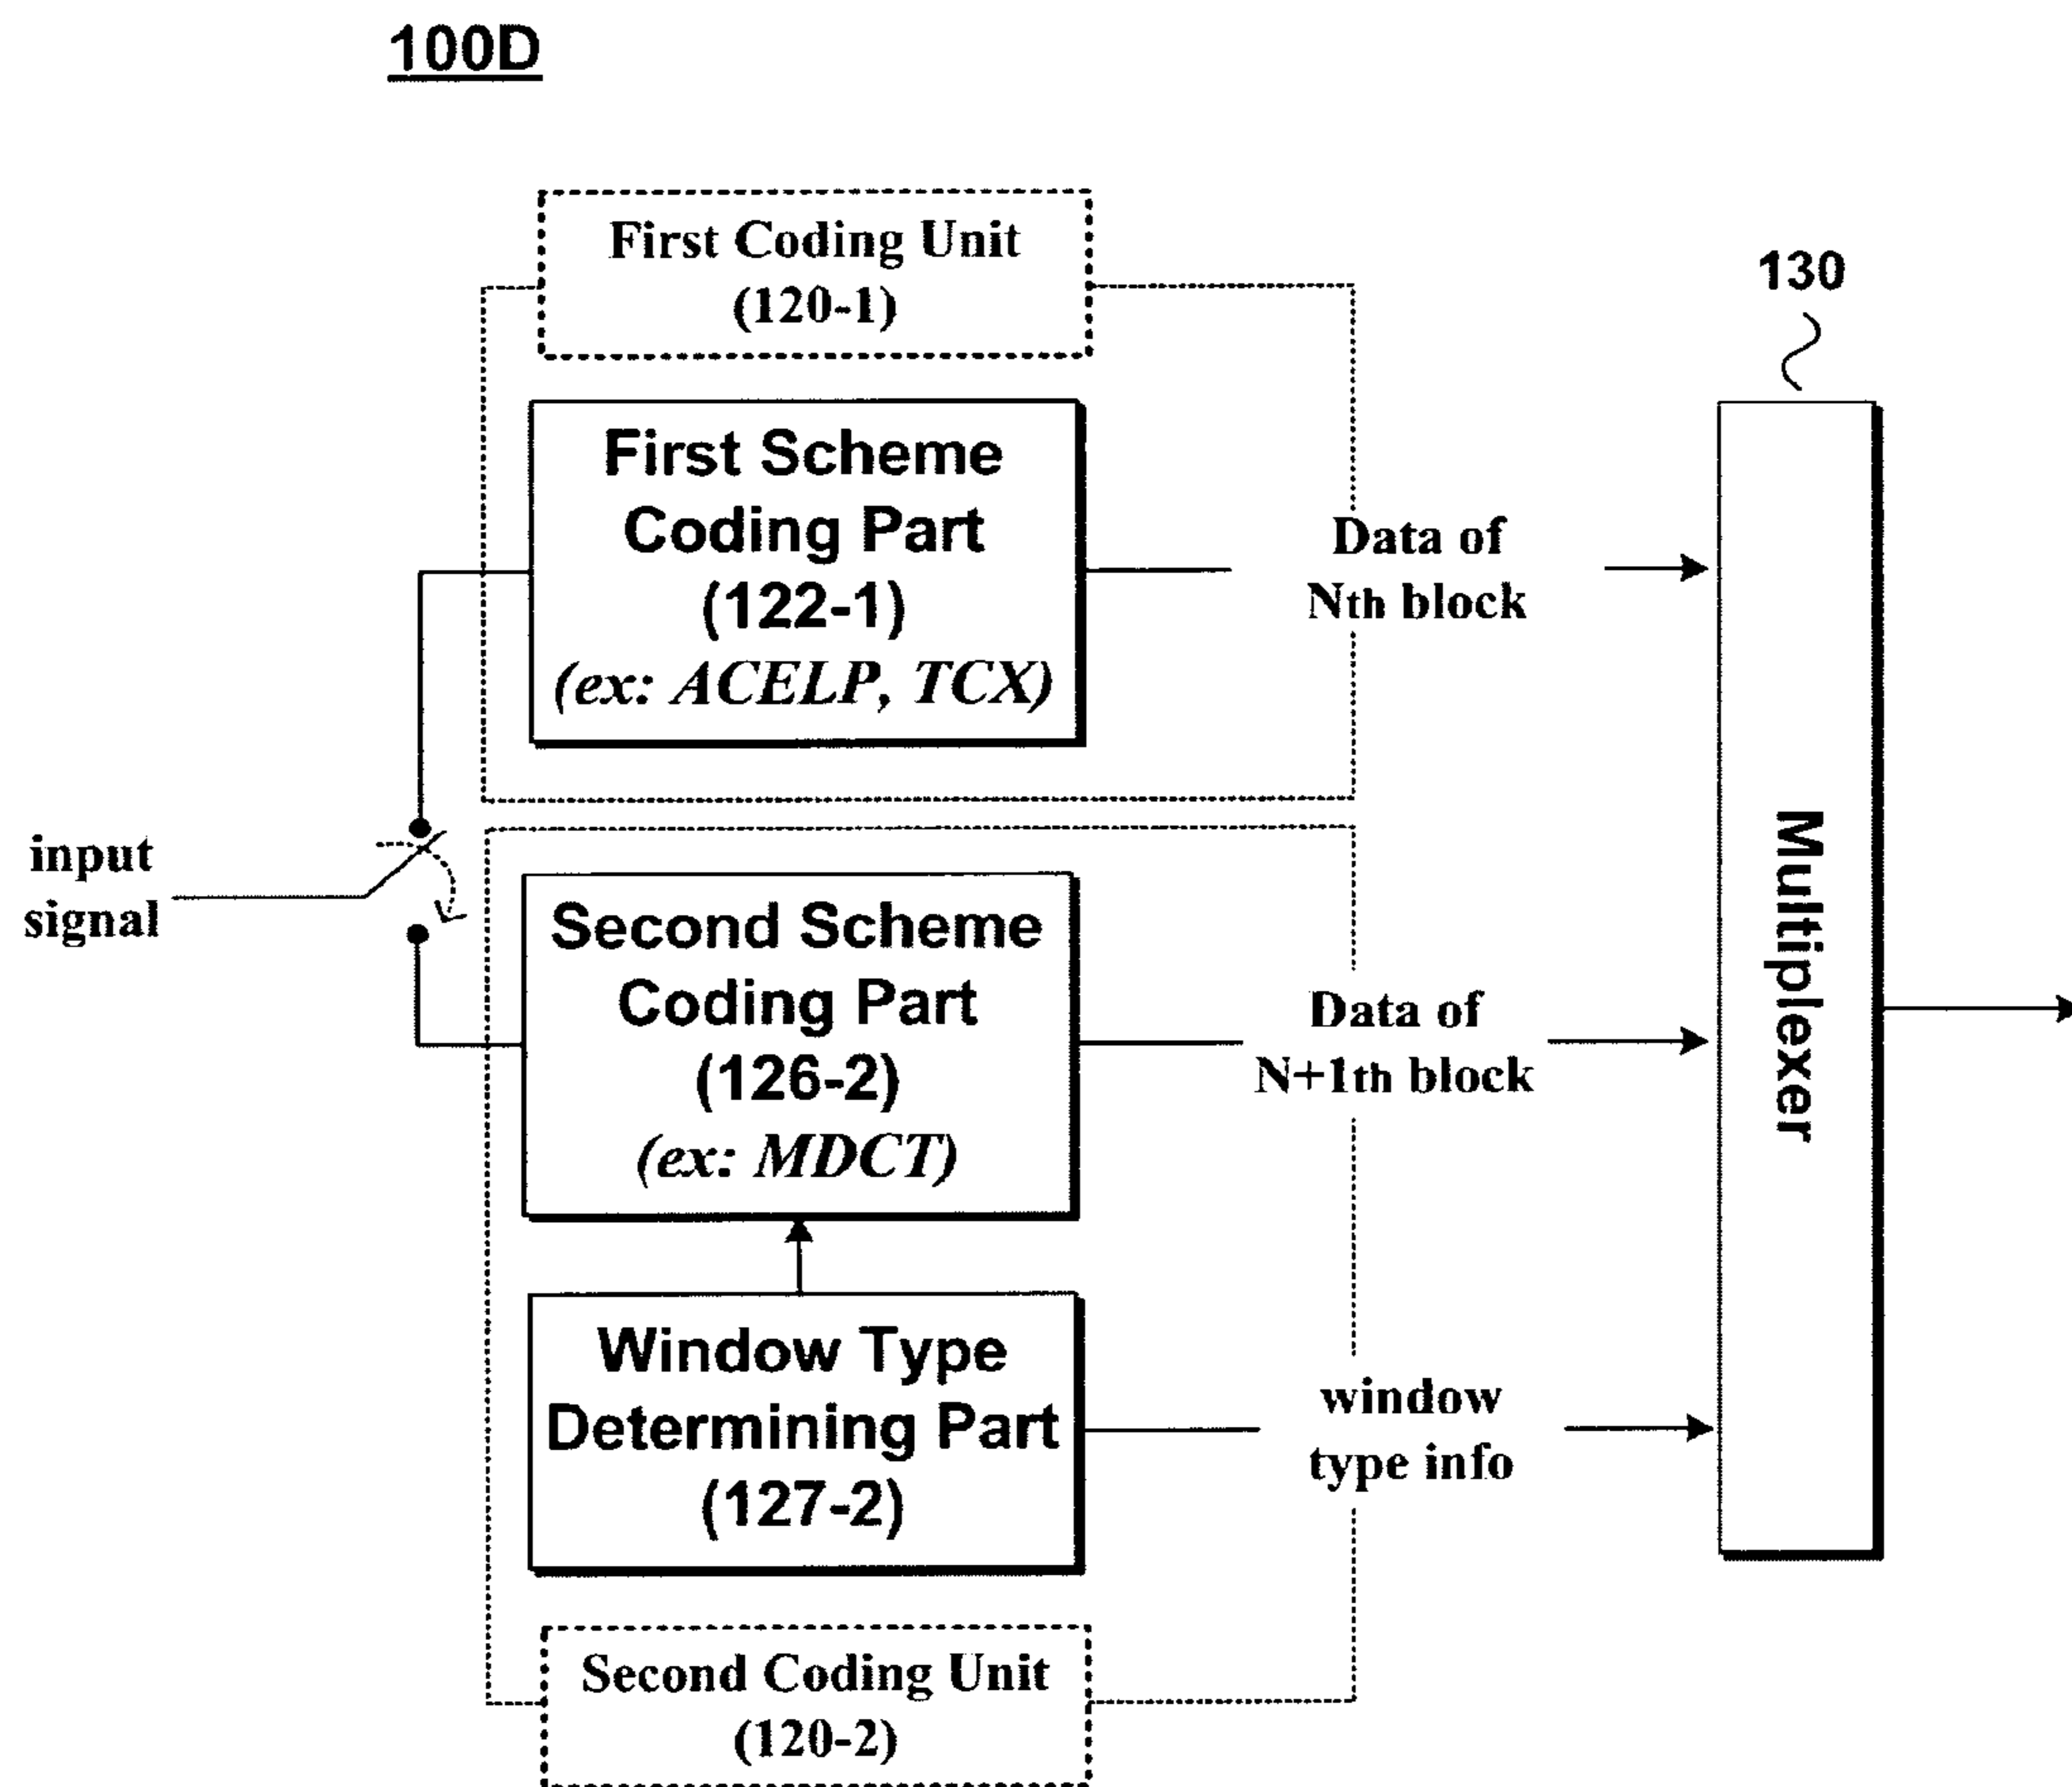 100D
First Coding Unit
(120-1)
130
First Scheme
Coding Part
(122-1)
(ex: ACELP, TCX)
Data of
Nth block
input
signal
Second Scheme
Coding Part
(126-2)
(ex: MDCT)
Data of
N+1th block
Multiplexer
Window Type
Determining Part
(127-2)
window
type info
Second Coding Unit
(120-2)